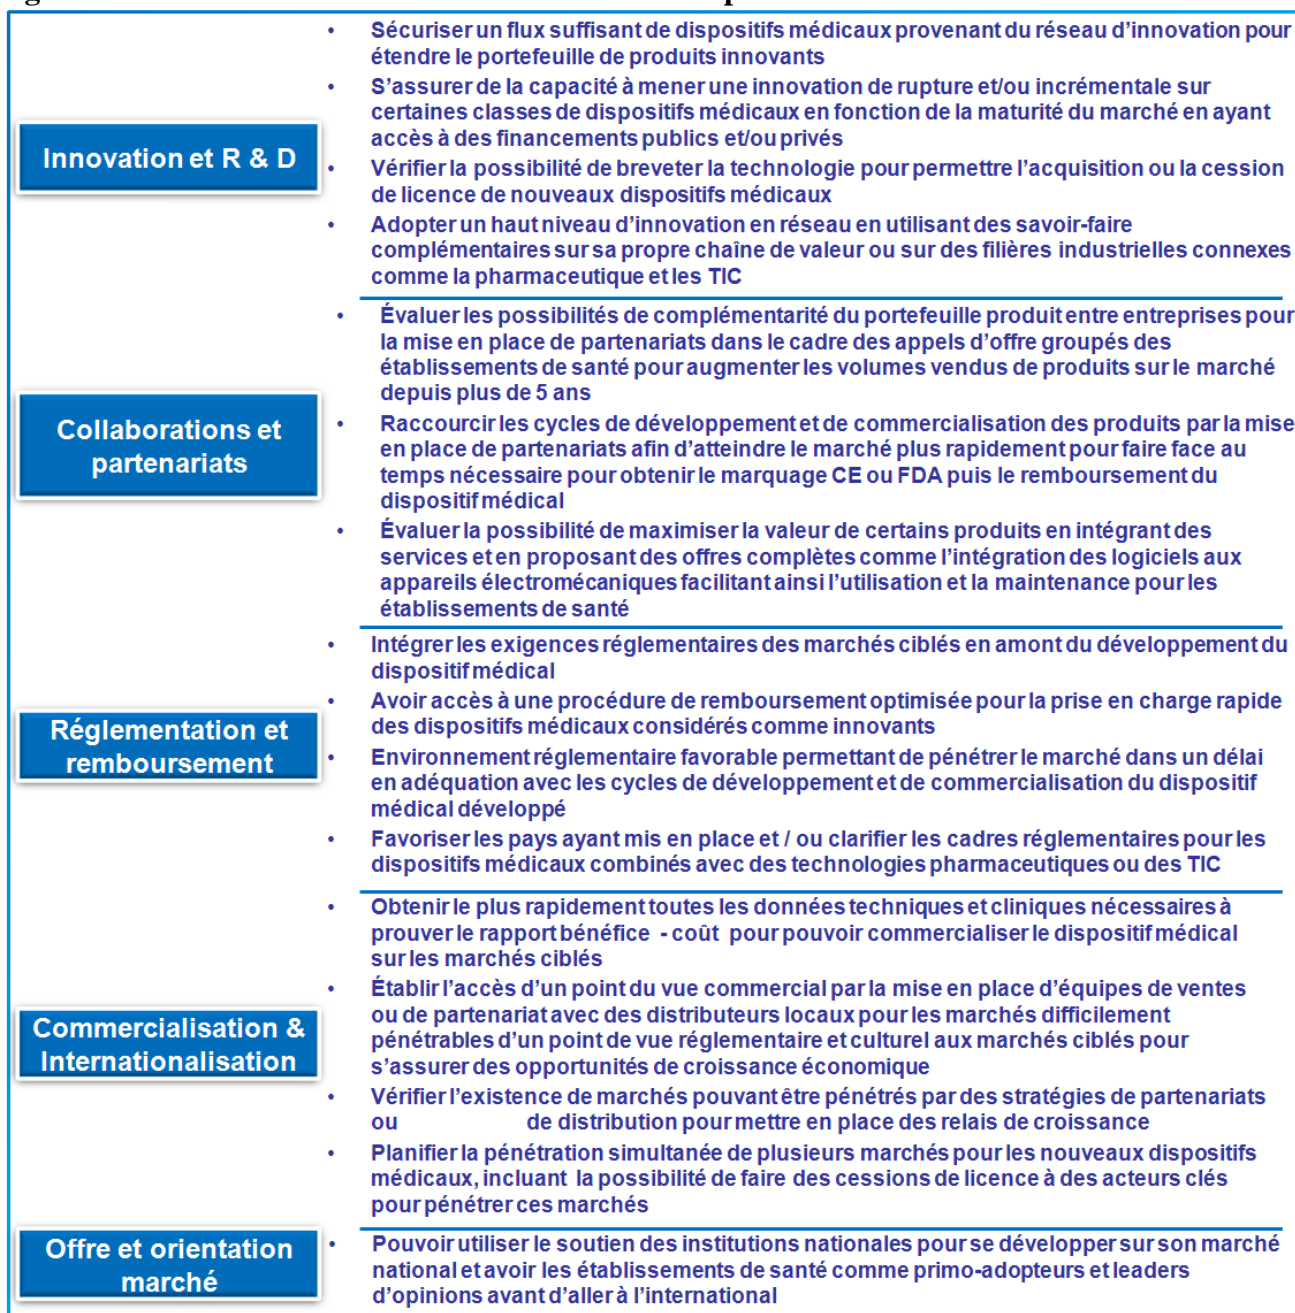 • Sécuriser un flux suffisant de dispositifs médicaux provenant du réseau d'innovation pour
étendre le portefeuille de produits innovants
• S'assurer de la capacité à mener une innovation de rupture et/ou incrémentale sur
certaines classes de dispositifs médicaux en fonction de la maturité du marché en ayant
accès à des financements publics et/ou privés
Innovation et R & D
• Vérifier la possibilité de breveter la technologie pour permettre l'acquisition ou la cession
de licence de nouveaux dispositifs médicaux
• Adopter un haut niveau d'innovation en réseau en utilisant des savoir-faire
complémentaires sur sa propre chaîne de valeur ou sur des filières industrielles connexes
comme la pharmaceutique et les TIC
• Évaluer les possibilités de complémentarité du portefeuille produit entre entreprises pour
la mise en place de partenariats dans le cadre des appels d'offre groupés des
établissements de santé pour augmenter les volumes vendus de produits sur le marché
depuis plus de 5 ans
Collaborations et
partenariats
• Raccourcir les cycles de développement et de commercialisation des produits par la mise
en place de partenariats afin d'atteindre le marché plus rapidement pour faire face au
temps nécessaire pour obtenir le marquage CE ou FDA puis le remboursement du
dispositif médical
• Évaluer la possibilité de maximiser la valeur de certains produits en intégrant des
services et en proposant des offres complètes comme l'intégration des logiciels aux
appareils électromécaniques facilitant ainsi l'utilisation et la maintenance pour les
établissements de santé
• Intégrer les exigences réglementaires des marchés ciblés en amont du développement du
dispositif médical
• Avoir accès à une procédure de remboursement optimisée pour la prise en charge rapide
des dispositifs médicaux considérés comme innovants
Réglementation et
remboursement
• Environnement réglementaire favorable permettant de pénétrer le marché dans un délai
en adéquation avec les cycles de développement et de commercialisation du dispositif
médical développé
• Favoriser les pays ayant mis en place et / ou clarifier les cadres réglementaires pour les
dispositifs médicaux combinés avec des technologies pharmaceutiques ou des TIC
• Obtenir le plus rapidement toutes les données techniques et cliniques nécessaires à
prouver le rapport bénéfice - coût pour pouvoir commercialiser le dispositif médical
sur les marchés ciblés
• Établir l'accès d'un point du vue commercial par la mise en place d'équipes de ventes
ou de partenariat avec des distributeurs locaux pour les marchés difficilement
pénétrables d'un point de vue réglementaire et culturel aux marchés ciblés pour
s'assurer des opportunités de croissance économique
Commercialisation &
Internationalisation
• Vérifier l'existence de marchés pouvant être pénétrés par des stratégies de partenariats
ou de distribution pour mettre en place des relais de croissance
• Planifier la pénétration simultanée de plusieurs marchés pour les nouveaux dispositifs
médicaux, incluant la possibilité de faire des cessions de licence à des acteurs clés
pour pénétrer ces marchés
Offre et orientation
marché
• Pouvoir utiliser le soutien des institutions nationales pour se développer sur son marché
national et avoir les établissements de santé comme primo-adopteurs et leaders
d'opinions avant d'aller à l'international